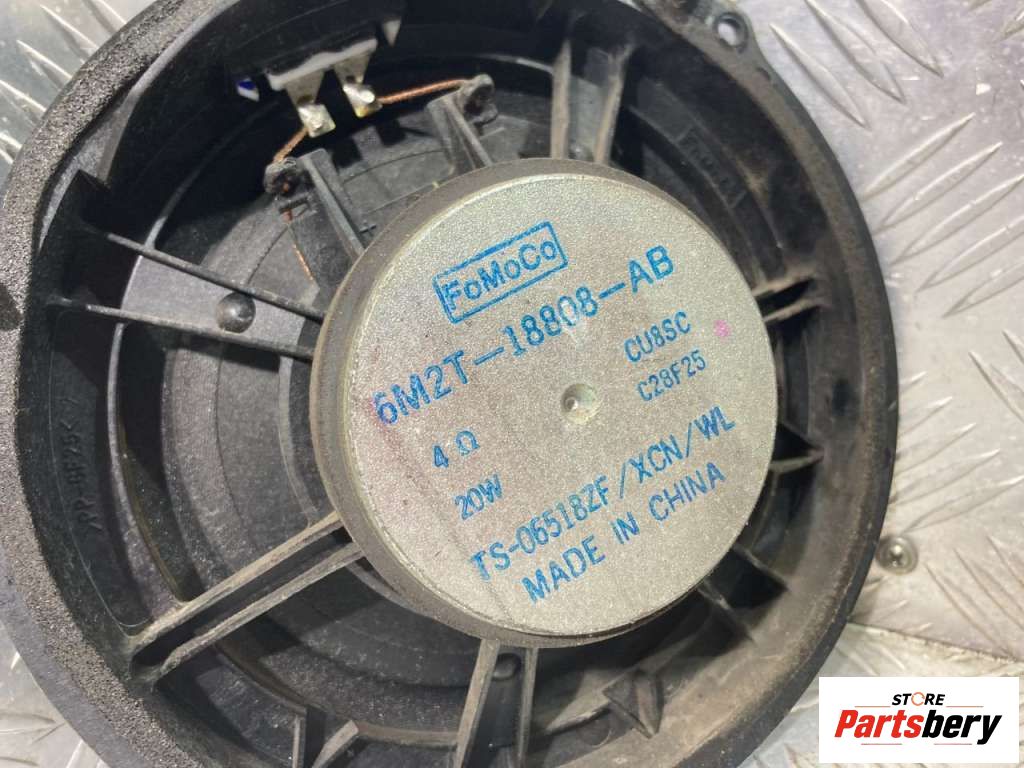 FoMoCo
6M2T-18808-AB
4 Ω
CU8SC
20W
C28F25
TS-06518ZF/XCN/WL
MADE IN CHINA
STORE
Partsbery